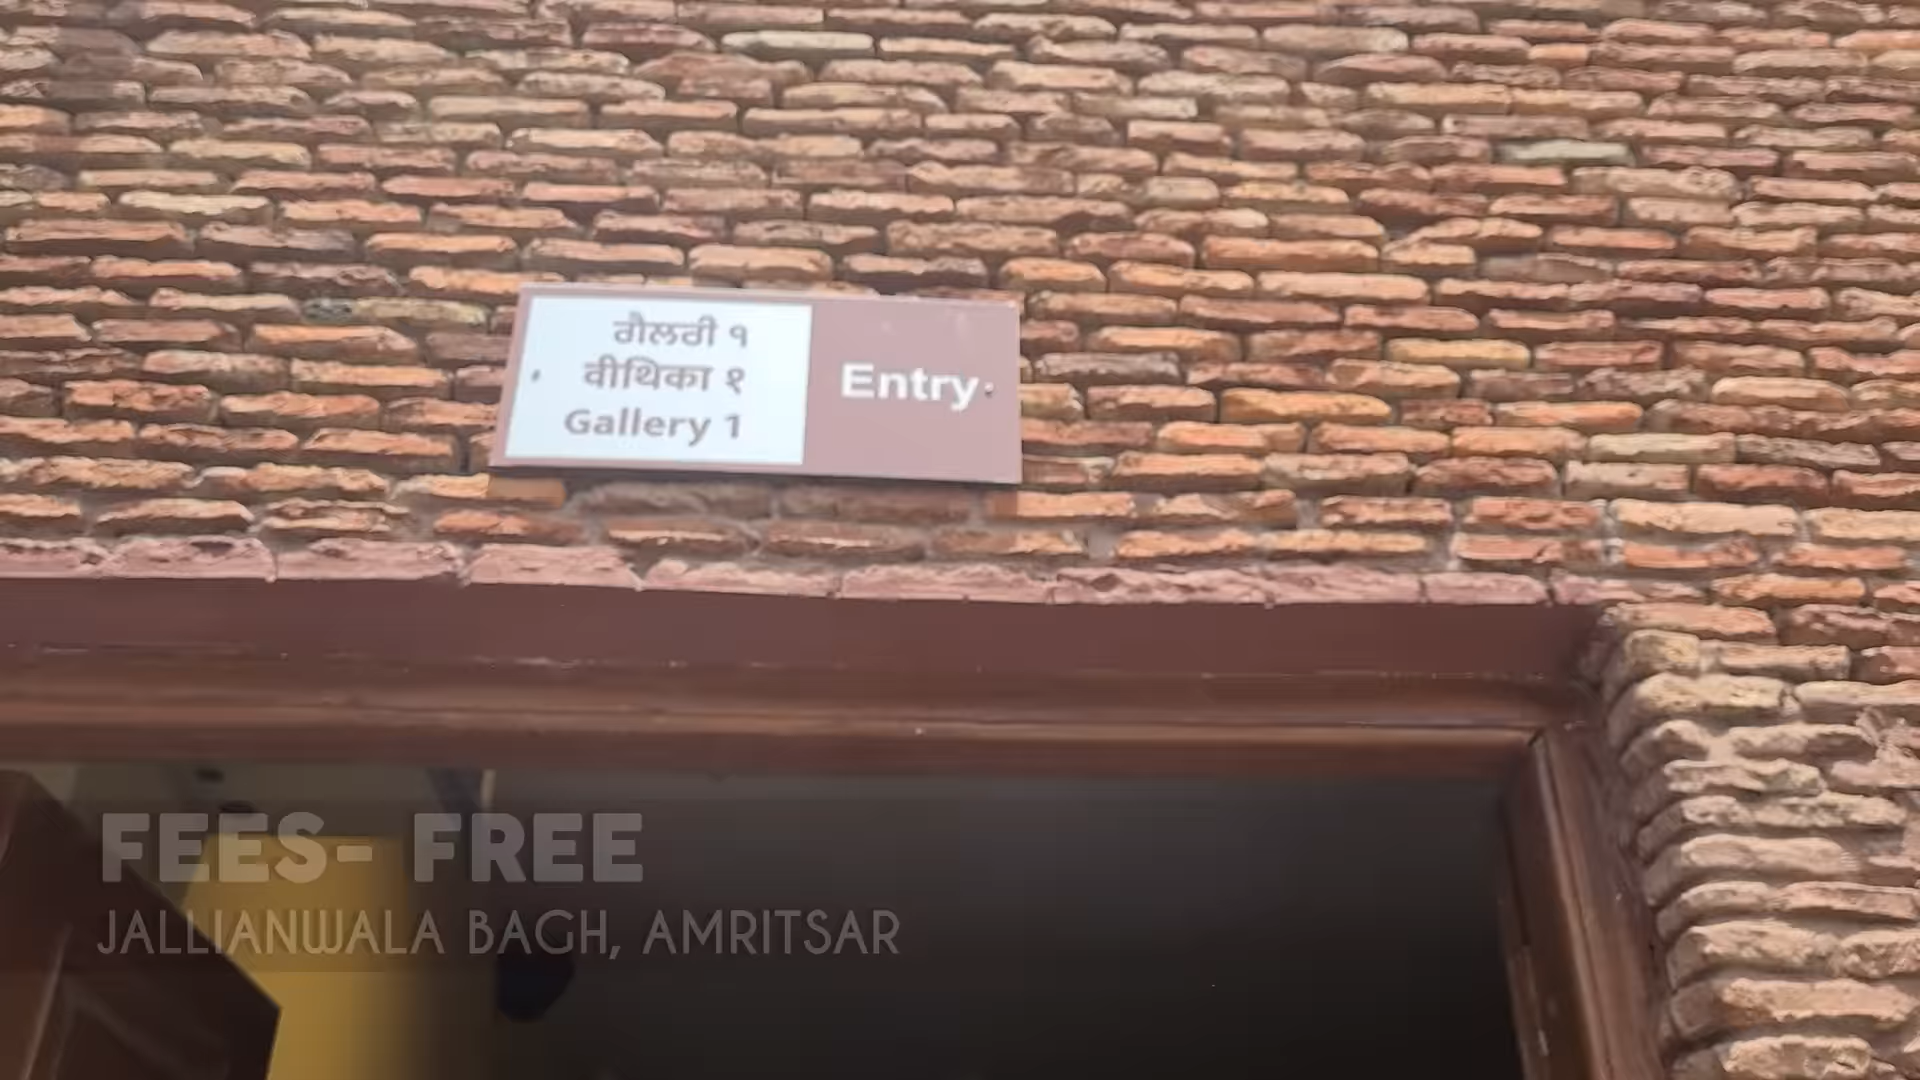 ਗੈਲਰੀ ੧
वीथिका १
Gallery 1
Entry
FEES- FREE
JALLIANWALA BAGH, AMRITSAR